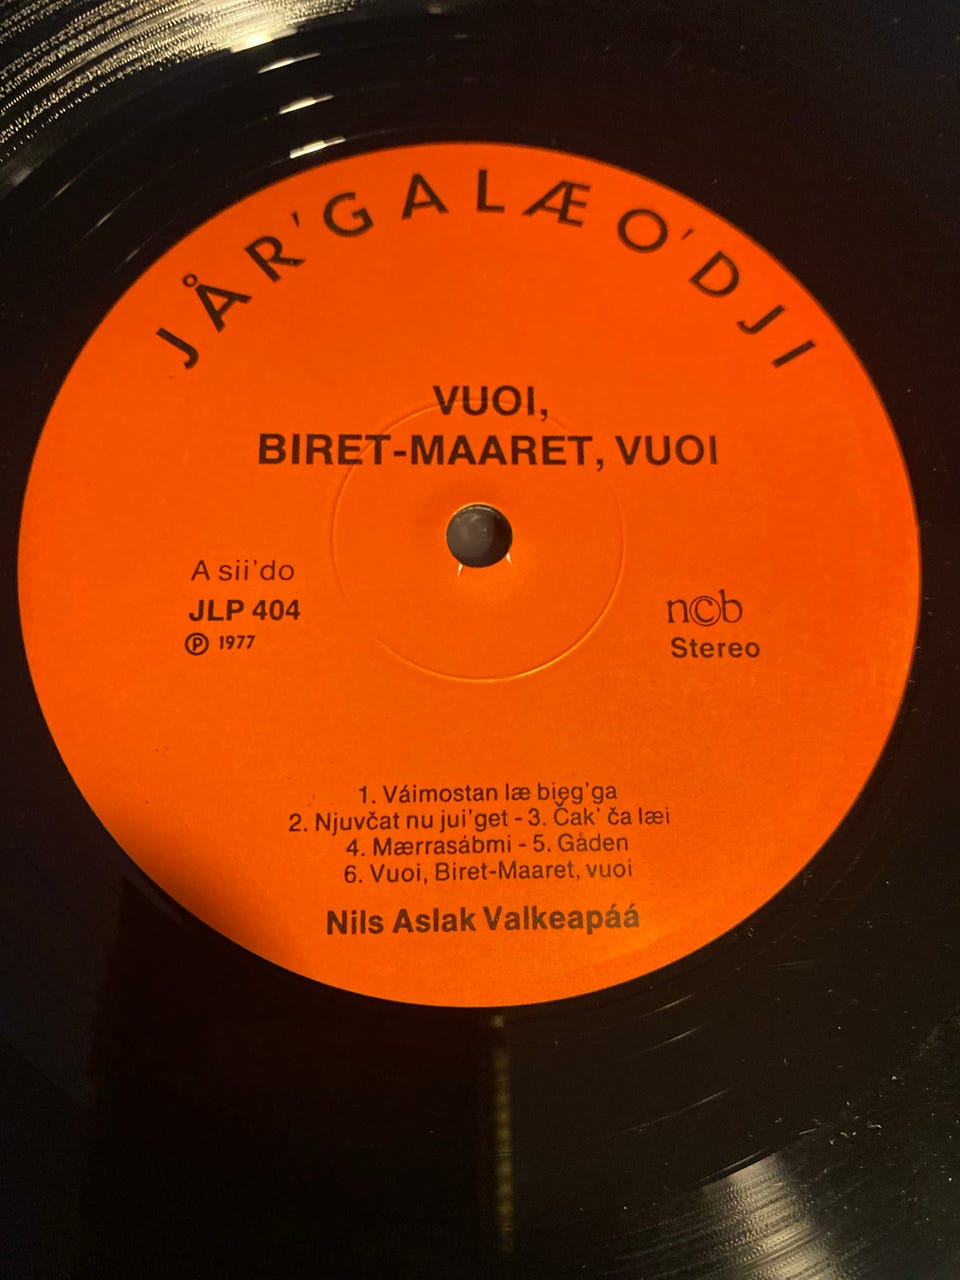 JÅR'GALÆO'DJI
VUOI,
BIRET-MAARET, VUOI
A sii'do
JLP 404
℗ 1977
n©b
Stereo
1. Váimostan læ bieg'ga
2. Njuvčat nu jui'get - 3. Čak' ča læi
4. Mærrasábmi - 5. Gåden
6. Vuoi, Biret-Maaret, vuoi
Nils Aslak Valkeapáá